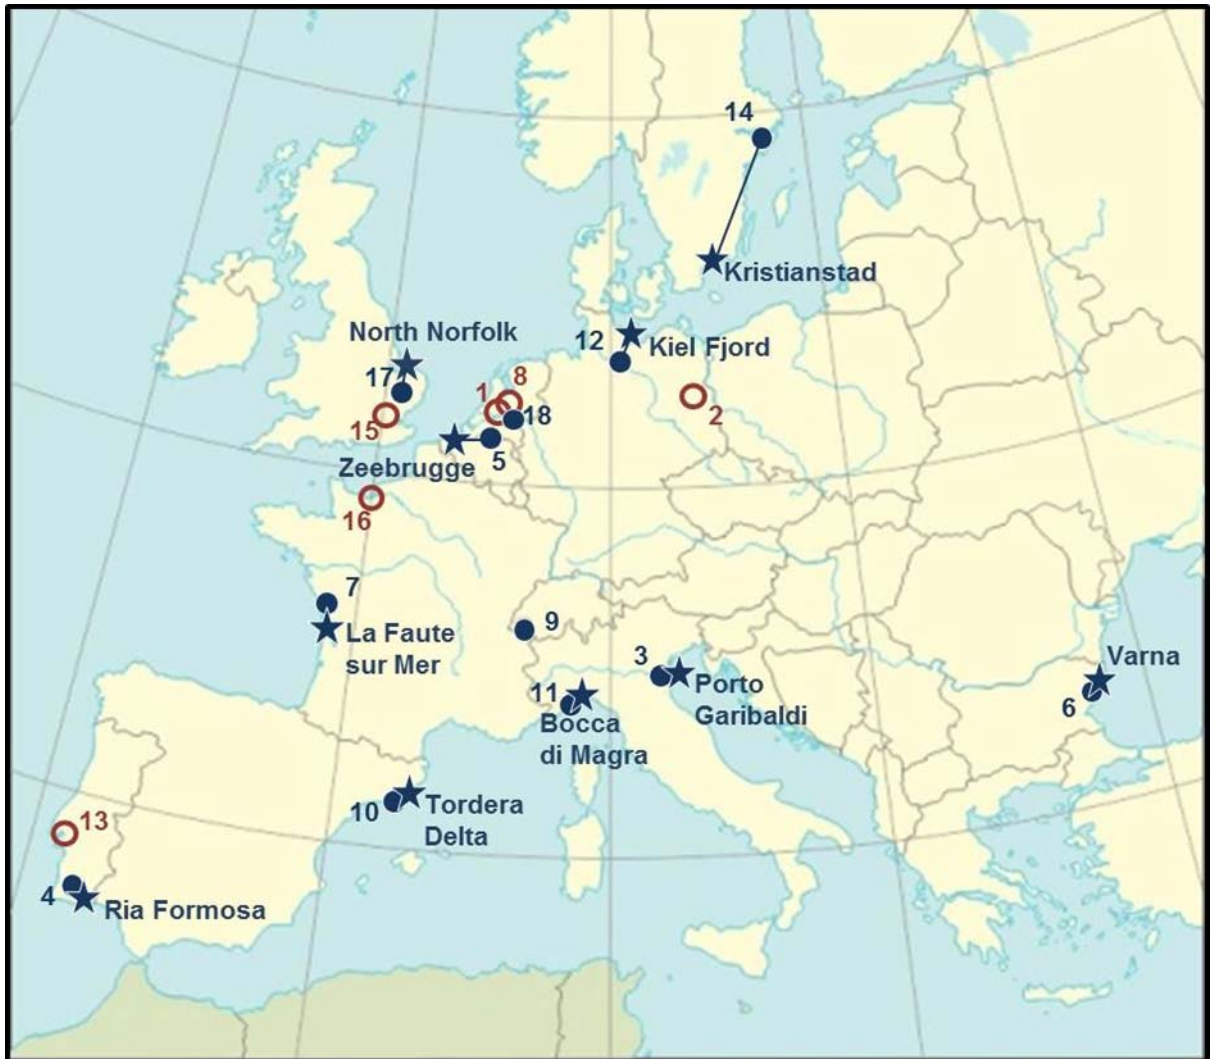 14
Kristianstad
North Norfolk
12
Kiel Fjord
17
8
1
18
2
15
Zeebrugge
5
16
7
La Faute
sur Mer
9
3
Porto
Garibaldi
Varna
6
11
Bocca
di Magra
10
Tordera
Delta
13
4
Ria Formosa